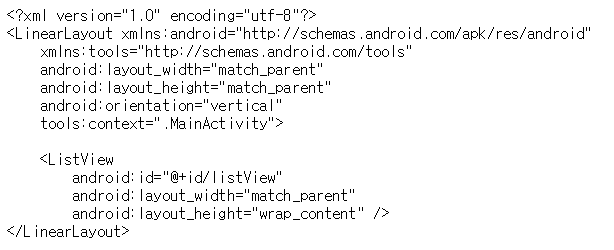 <?xml version="1.0" encoding="utf-8"?>
<LinearLayout xmlns:android="http://schemas.android.com/apk/res/android"
    xmlns:tools="http://schemas.android.com/tools"
    android:layout_width="match_parent"
    android:layout_height="match_parent"
    android:orientation="vertical"
    tools:context=".MainActivity">

    <ListView
        android:id="@+id/listView"
        android:layout_width="match_parent"
        android:layout_height="wrap_content" />
</LinearLayout>